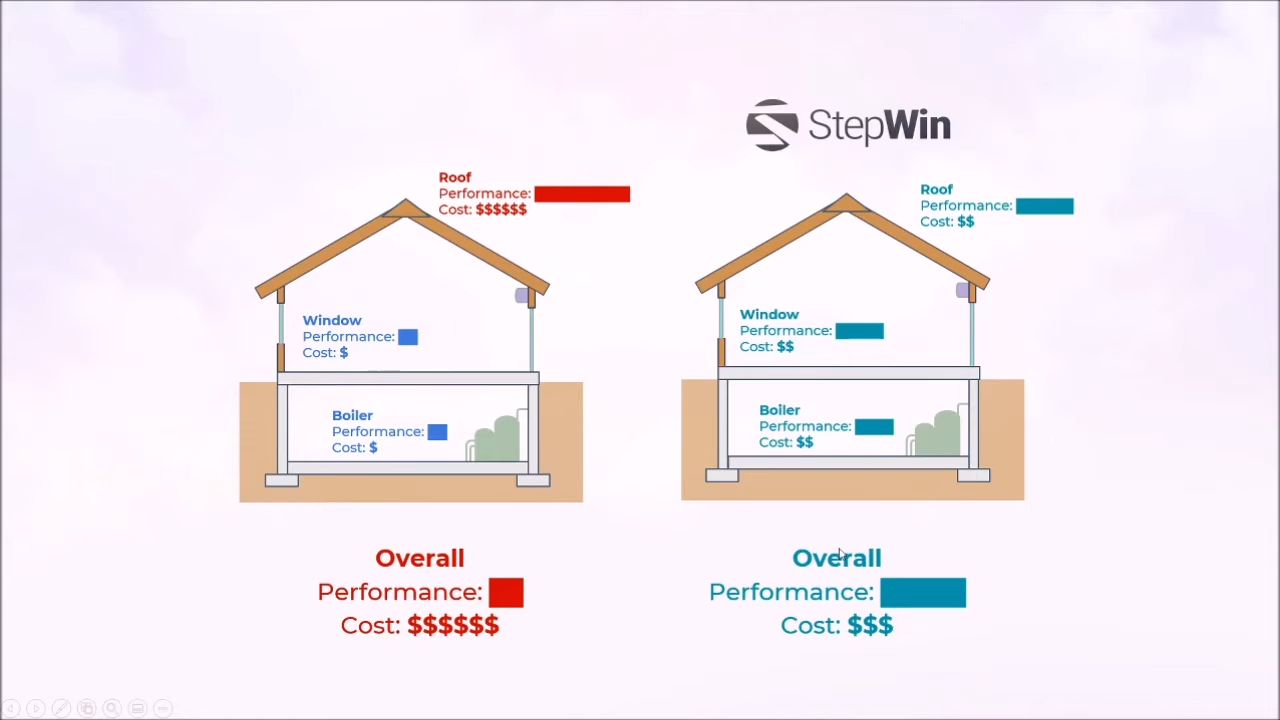 StepWin
Roof
Performance:
Cost: $$$$$$
Window
Performance:
Cost: $
Boiler
Performance:
Cost: $
Overall
Performance:
Cost: $$$$$$
Roof
Performance:
Cost: $$
Window
Performance:
Cost: $$
Boiler
Performance:
Cost: $$
Overall
Performance:
Cost: $$$